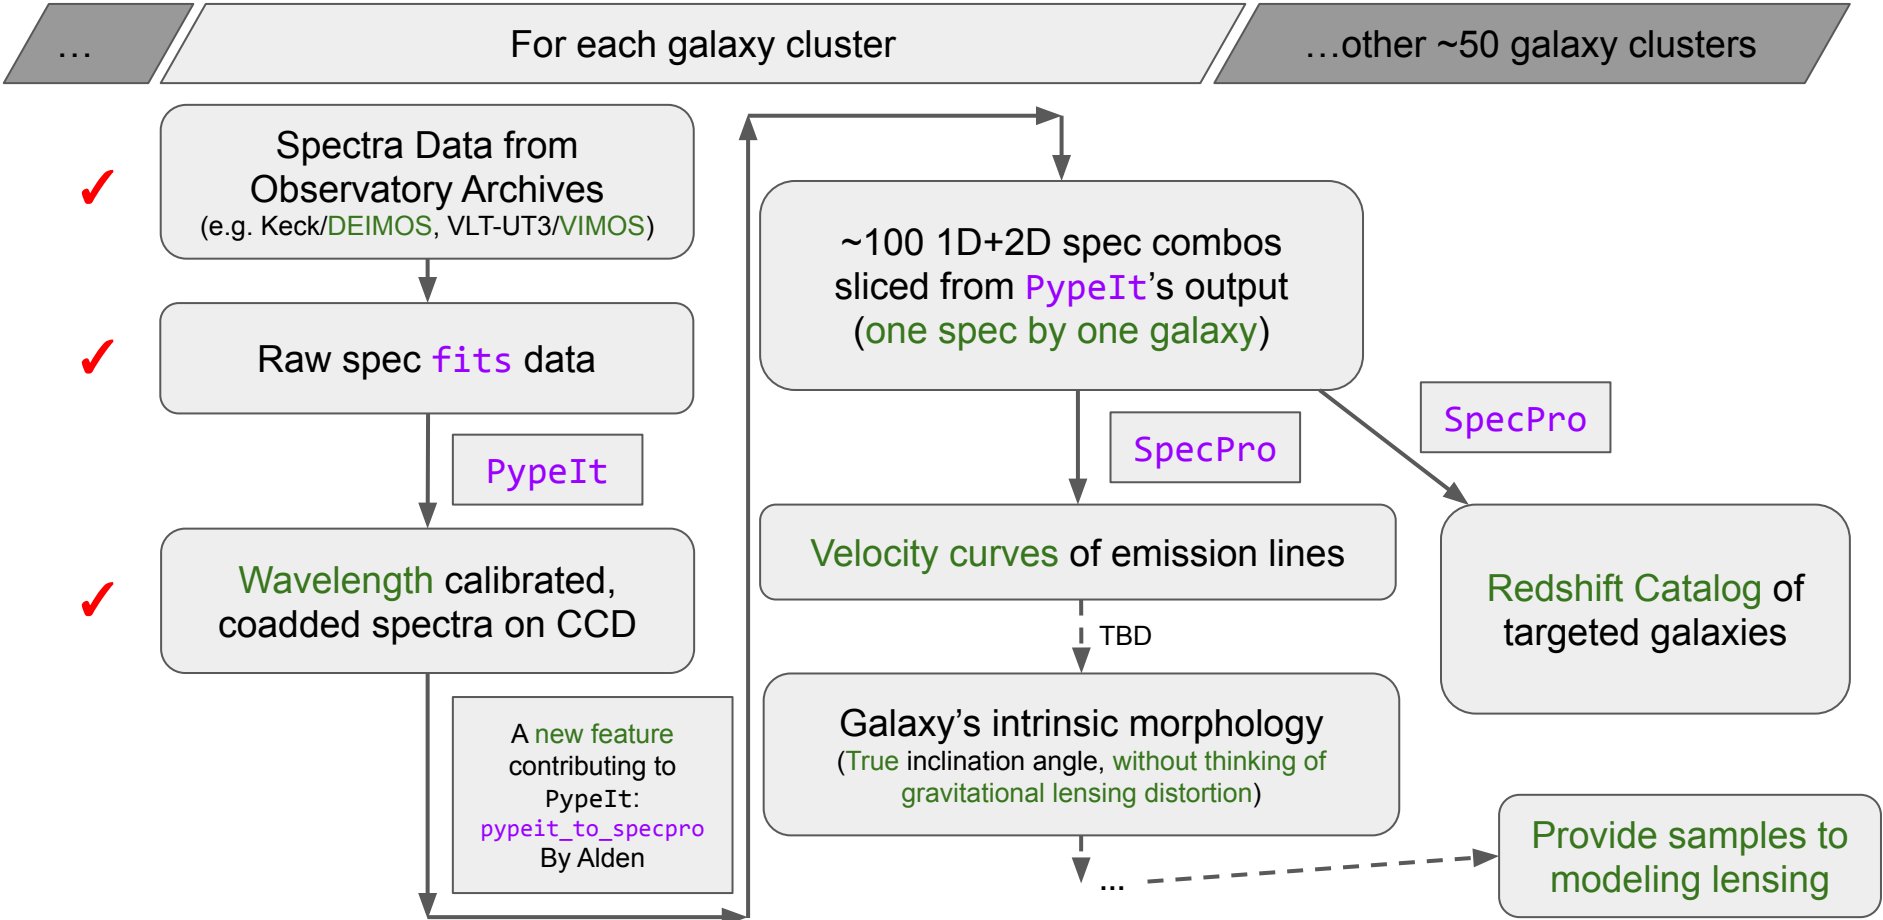 …
For each galaxy cluster
…other ~50 galaxy clusters
Spectra Data from
Observatory Archives
(e.g. Keck/DEIMOS, VLT-UT3/VIMOS)
Raw spec fits data
PypeIt
Wavelength calibrated,
coadded spectra on CCD
A new feature
contributing to
PypeIt:
pypeit_to_specpro
By Alden
~100 1D+2D spec combos
sliced from PypeIt’s output
(one spec by one galaxy)
SpecPro
SpecPro
Velocity curves of emission lines
TBD
Galaxy’s intrinsic morphology
(True inclination angle, without thinking of
gravitational lensing distortion)
...
Redshift Catalog of
targeted galaxies
Provide samples to
modeling lensing